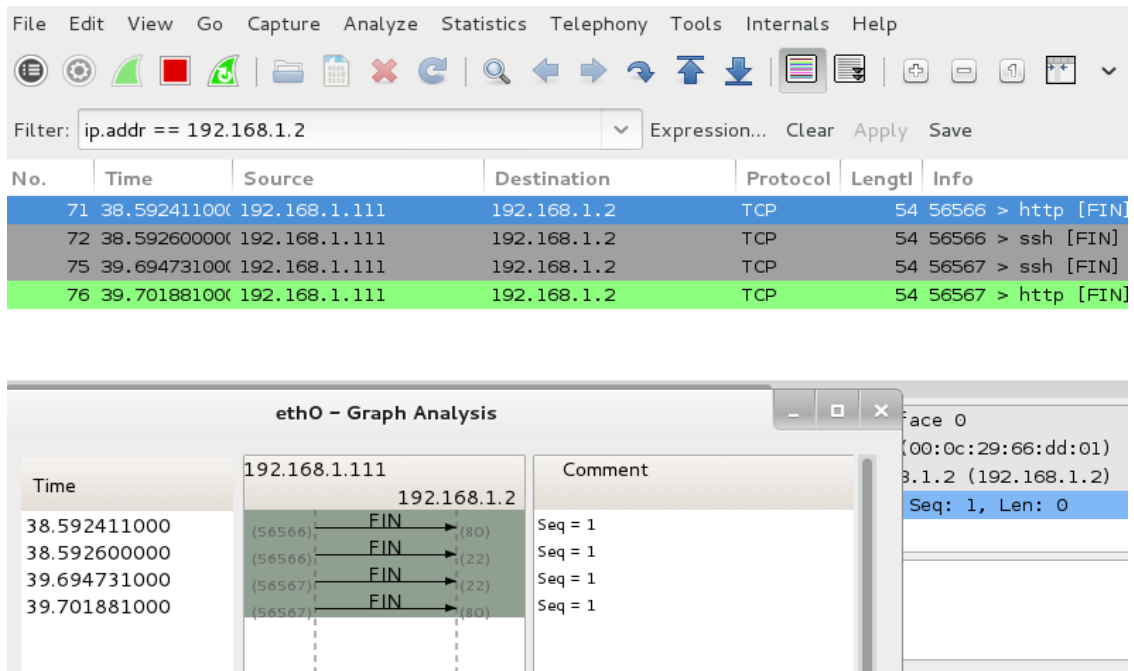 File Edit View Go Capture Analyze Statistics Telephony Tools Internals Help
Filter: ip.addr == 192.168.1.2 Expression... Clear Apply Save
No. Time Source Destination Protocol Lengtl Info
71 38.592411000 192.168.1.111 192.168.1.2 TCP 54 56566 > http [FIN]
72 38.592600000 192.168.1.111 192.168.1.2 TCP 54 56566 > ssh [FIN]
75 39.694731000 192.168.1.111 192.168.1.2 TCP 54 56567 > ssh [FIN]
76 39.701881000 192.168.1.111 192.168.1.2 TCP 54 56567 > http [FIN]
eth0 – Graph Analysis
face 0
(00:0c:29:66:dd:01)
8.1.2 (192.168.1.2)
Seq: 1, Len: 0
Time 192.168.1.111 192.168.1.2 Comment
38.592411000 (56566) FIN (80) Seq = 1
38.592600000 (56566) FIN (22) Seq = 1
39.694731000 (56567) FIN (22) Seq = 1
39.701881000 (56567) FIN (80) Seq = 1